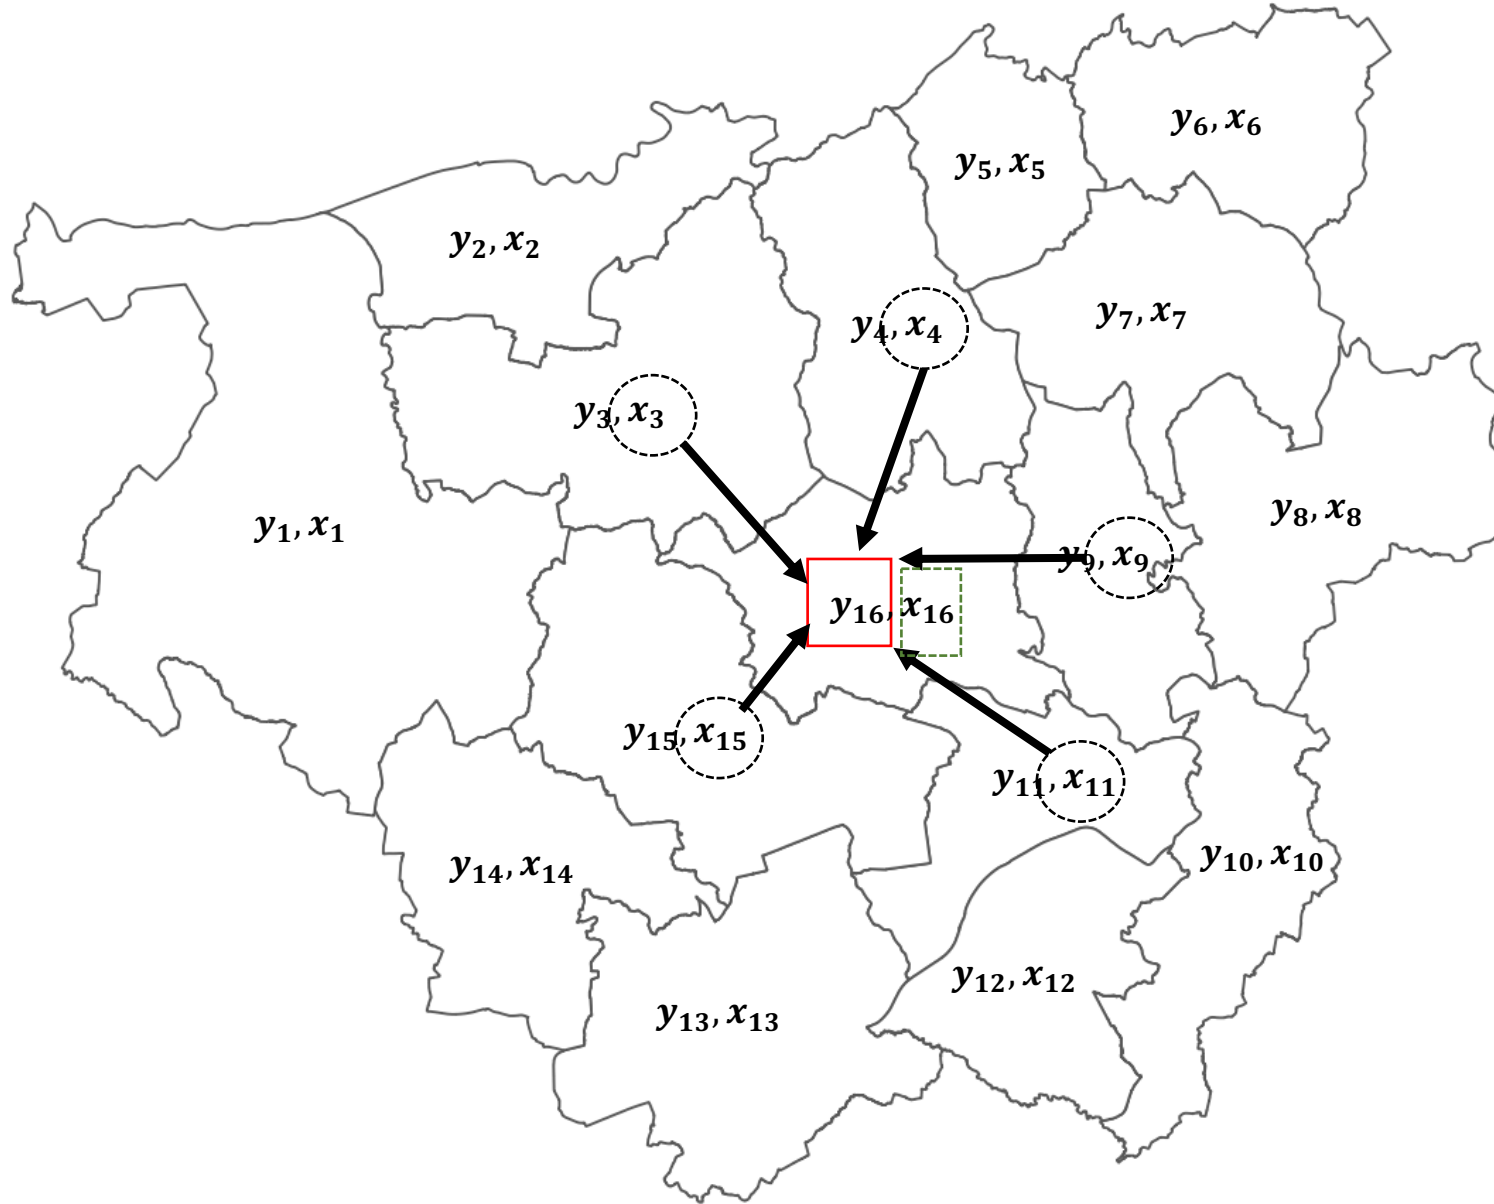 y₆, x₆
y₅, x₅
y₂, x₂
y₇, x₇
y₄, x₄
y₃, x₃
y₈, x₈
y₁, x₁
y₉, x₉
y₁₆, x₁₆
y₁₅, x₁₅
y₁₁, x₁₁
y₁₀, x₁₀
y₁₄, x₁₄
y₁₂, x₁₂
y₁₃, x₁₃